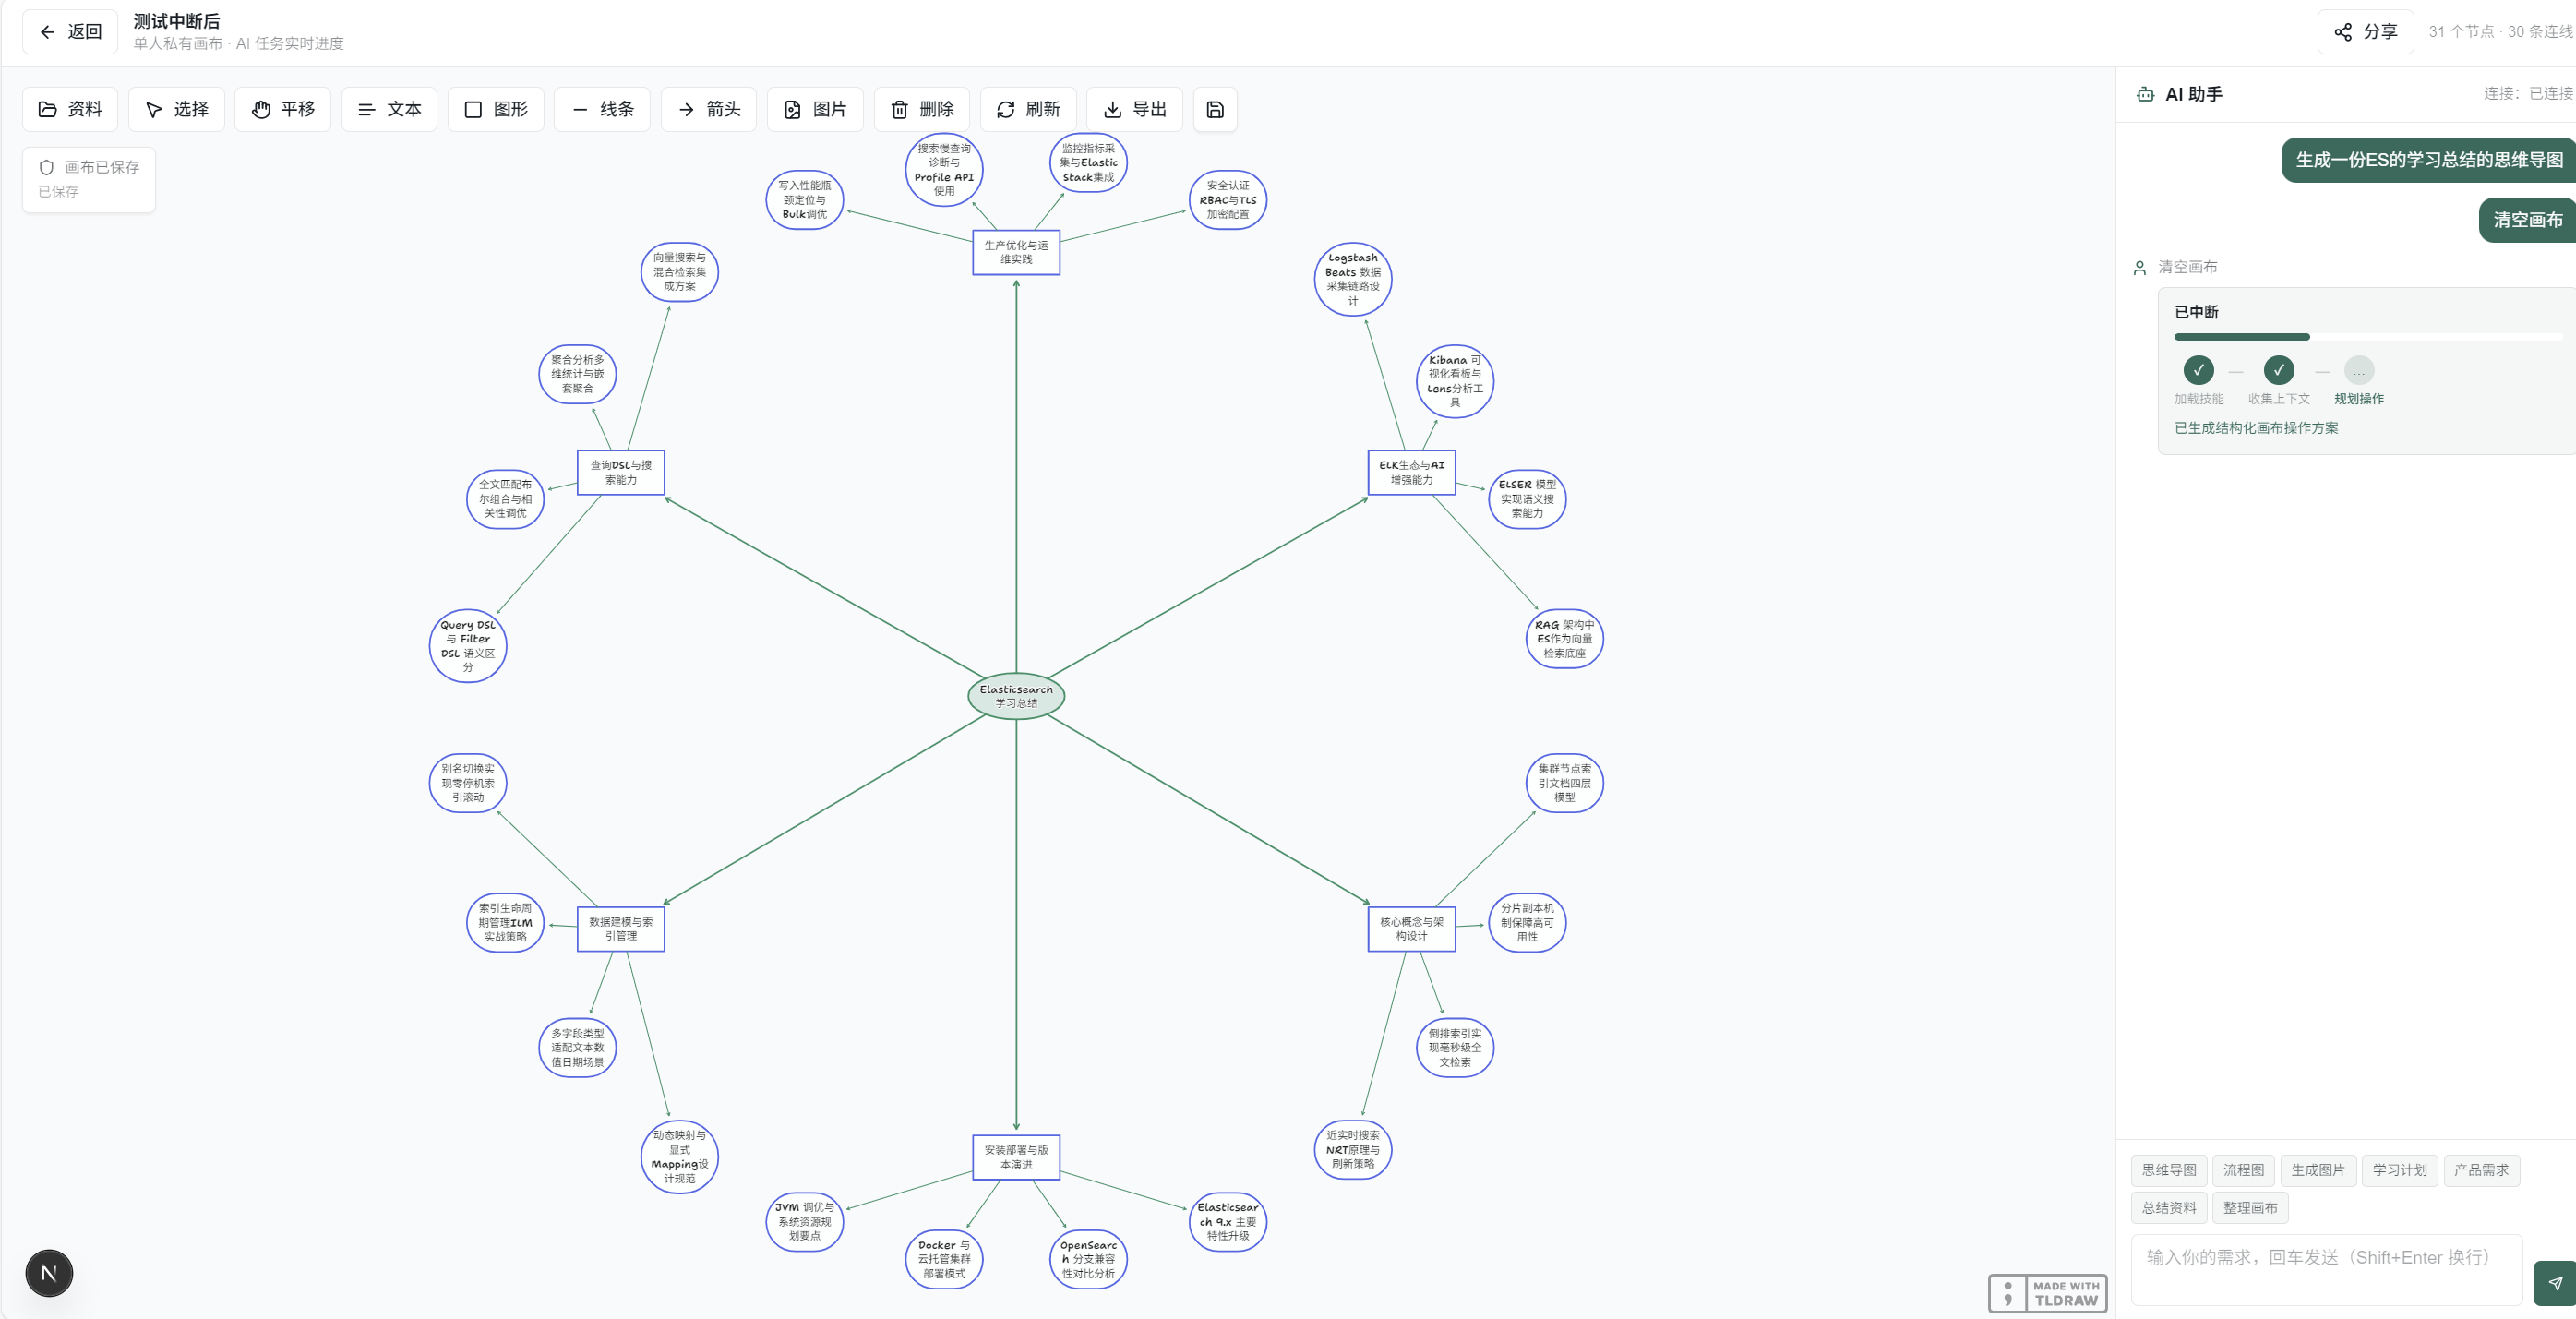 返回
测试中断后
单人私有画布 · AI 任务实时进度
分享
31 个节点 · 30 条连线
资料
选择
平移
文本
图形
线条
箭头
图片
删除
刷新
导出
画布已保存
已保存
搜索慢查询
诊断与
Profile API
使用
监控指标采
集与Elastic
Stack集成
写入性能瓶
颈定位与
Bulk调优
安全认证
RBAC与TLS
加密配置
生产优化与运
维实践
向量搜索与
混合检索集
成方案
Logstash
Beats 数据
采集链路设
计
聚合分析多
维统计与嵌
套聚合
Kibana 可
视化看板与
Lens分析工
具
查询DSL与搜
索能力
ELK生态与AI
增强能力
全文匹配布
尔组合与相
关性调优
ELSER 模型
实现语义搜
索能力
Query DSL
与 Filter
DSL 语义区
分
RAG 架构中
ES作为向量
检索底座
Elasticsearch
学习总结
别名切换实
现零停机索
引滚动
集群节点索
引文档四层
模型
索引生命周
期管理ILM
实战策略
数据建模与索
引管理
核心概念与架
构设计
分片副本机
制保障高可
用性
多字段类型
适配文本数
值日期场景
倒排索引实
现毫秒级全
文检索
动态映射与
显式
Mapping设
计规范
近实时搜索
NRT原理与
刷新策略
安装部署与版
本演进
JVM 调优与
系统资源规
划要点
Docker 与
云托管集群
部署模式
OpenSearc
h 分支兼容
性对比分析
Elasticsear
ch 9.x 主要
特性升级
N
MADE WITH
TLDRAW
AI 助手
连接：已连接
生成一份ES的学习总结的思维导图
清空画布
清空画布
已中断
加载技能
收集上下文
规划操作
已生成结构化画布操作方案
思维导图
流程图
生成图片
学习计划
产品需求
总结资料
整理画布
输入你的需求，回车发送（Shift+Enter 换行）